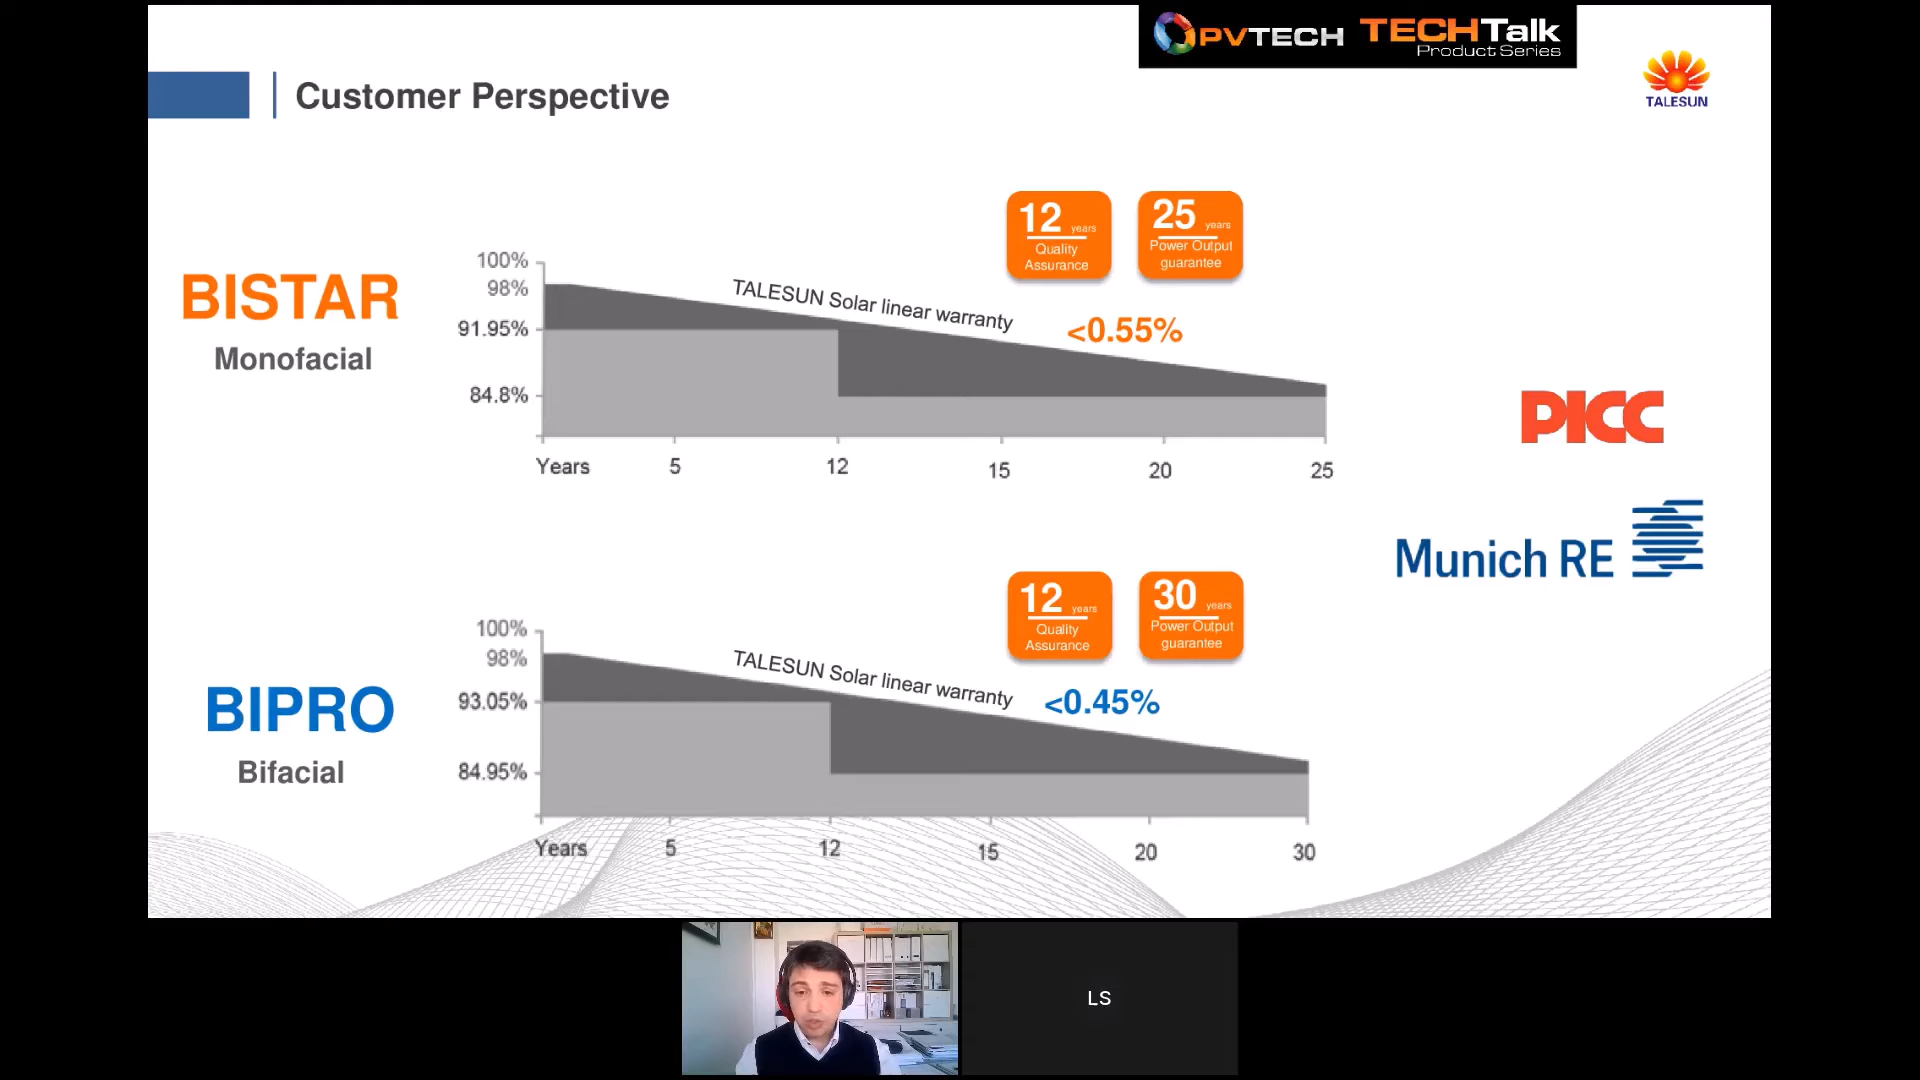 PVTECH TECHTalk
Product Series
TALESUN
Customer Perspective
12 years
Quality
Assurance
25 years
Power Output
guarantee
BISTAR
Monofacial
100%
98%
91.95%
84.8%
TALESUN Solar linear warranty
<0.55%
Years 5 12 15 20 25
PICC
Munich RE
12 years
Quality
Assurance
30 years
Power Output
guarantee
BIPRO
Bifacial
100%
98%
93.05%
84.95%
TALESUN Solar linear warranty
<0.45%
Years 5 12 15 20 30
LS